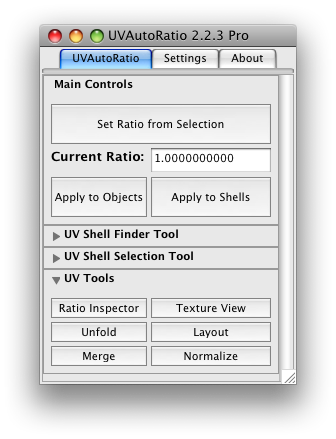 UVAutoRatio 2.2.3 Pro
UVAutoRatio Settings About
Main Controls
Set Ratio from Selection
Current Ratio: 1.0000000000
Apply to Objects Apply to Shells
UV Shell Finder Tool
UV Shell Selection Tool
UV Tools
Ratio Inspector Texture View
Unfold Layout
Merge Normalize